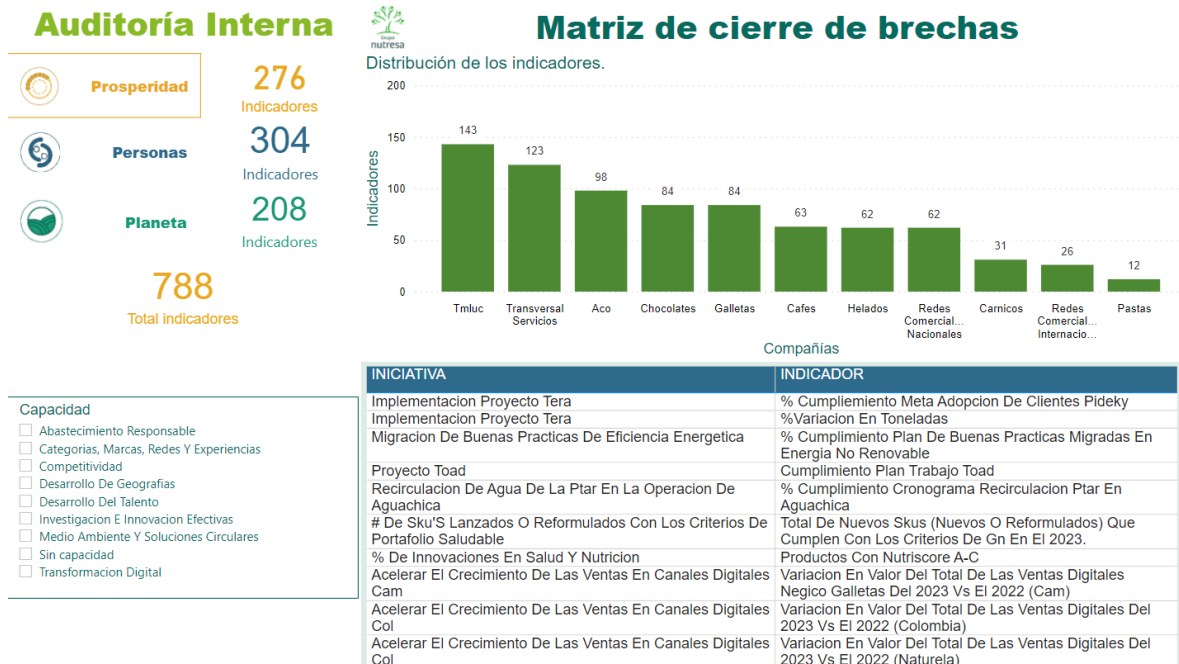 Auditoría Interna
Grupo
nutresa
Matriz de cierre de brechas
Prosperidad
276
Indicadores
Personas
304
Indicadores
Planeta
208
Indicadores
788
Total indicadores
Distribución de los indicadores.
Indicadores
200
150
100
50
0
143
123
98
84
84
63
62
62
31
26
12
Tmluc
Transversal
Servicios
Aco
Chocolates
Galletas
Cafes
Helados
Redes
Comercial...
Nacionales
Carnicos
Redes
Comercial...
Internacio...
Pastas
Compañías
Capacidad
Abastecimiento Responsable
Categorias, Marcas, Redes Y Experiencias
Competitividad
Desarrollo De Geografias
Desarrollo Del Talento
Investigacion E Innovacion Efectivas
Medio Ambiente Y Soluciones Circulares
Sin capacidad
Transformacion Digital
INICIATIVA
INDICADOR
Implementacion Proyecto Tera
% Cumpliemiento Meta Adopcion De Clientes Pideky
Implementacion Proyecto Tera
%Variacion En Toneladas
Migracion De Buenas Practicas De Eficiencia Energetica
% Cumplimiento Plan De Buenas Practicas Migradas En
Energia No Renovable
Proyecto Toad
Cumplimiento Plan Trabajo Toad
Recirculacion De Agua De La Ptar En La Operacion De
Aguachica
% Cumplimiento Cronograma Recirculacion Ptar En
Aguachica
# De Sku'S Lanzados O Reformulados Con Los Criterios De
Portafolio Saludable
Total De Nuevos Skus (Nuevos O Reformulados) Que
Cumplen Con Los Criterios De Gn En El 2023.
% De Innovaciones En Salud Y Nutricion
Productos Con Nutriscore A-C
Acelerar El Crecimiento De Las Ventas En Canales Digitales
Cam
Variacion En Valor Del Total De Las Ventas Digitales
Negico Galletas Del 2023 Vs El 2022 (Cam)
Acelerar El Crecimiento De Las Ventas En Canales Digitales
Col
Variacion En Valor Del Total De Las Ventas Digitales Del
2023 Vs El 2022 (Colombia)
Acelerar El Crecimiento De Las Ventas En Canales Digitales
Col
Variacion En Valor Del Total De Las Ventas Digitales Del
2023 Vs El 2022 (Naturela)